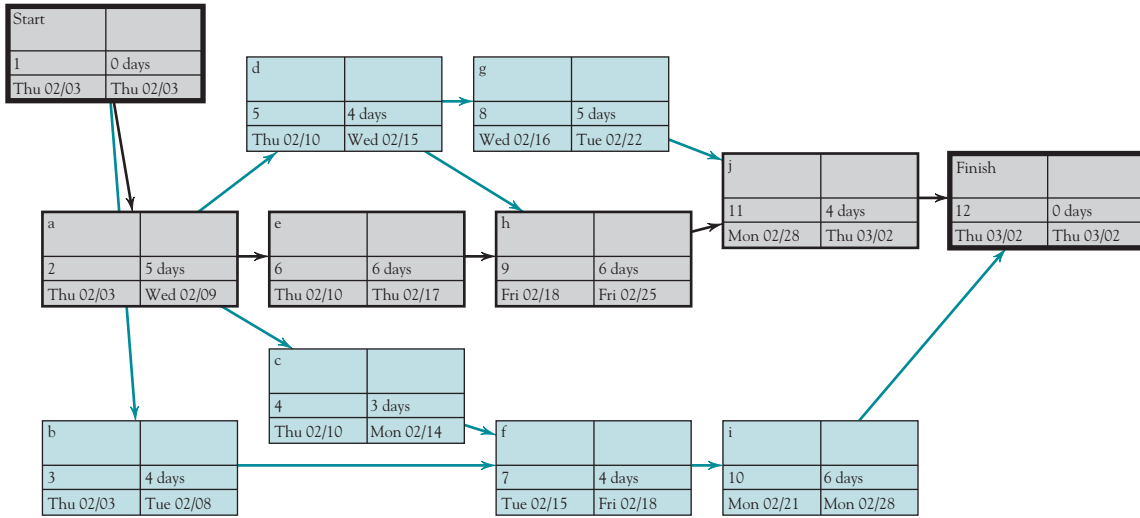 Start
1 0 days
Thu 02/03 Thu 02/03
d
5 4 days
Thu 02/10 Wed 02/15
g
8 5 days
Wed 02/16 Tue 02/22
j
11 4 days
Mon 02/28 Thu 03/02
Finish
12 0 days
Thu 03/02 Thu 03/02
a
2 5 days
Thu 02/03 Wed 02/09
e
6 6 days
Thu 02/10 Thu 02/17
h
9 6 days
Fri 02/18 Fri 02/25
c
4 3 days
Thu 02/10 Mon 02/14
b
3 4 days
Thu 02/03 Tue 02/08
f
7 4 days
Tue 02/15 Fri 02/18
i
10 6 days
Mon 02/21 Mon 02/28